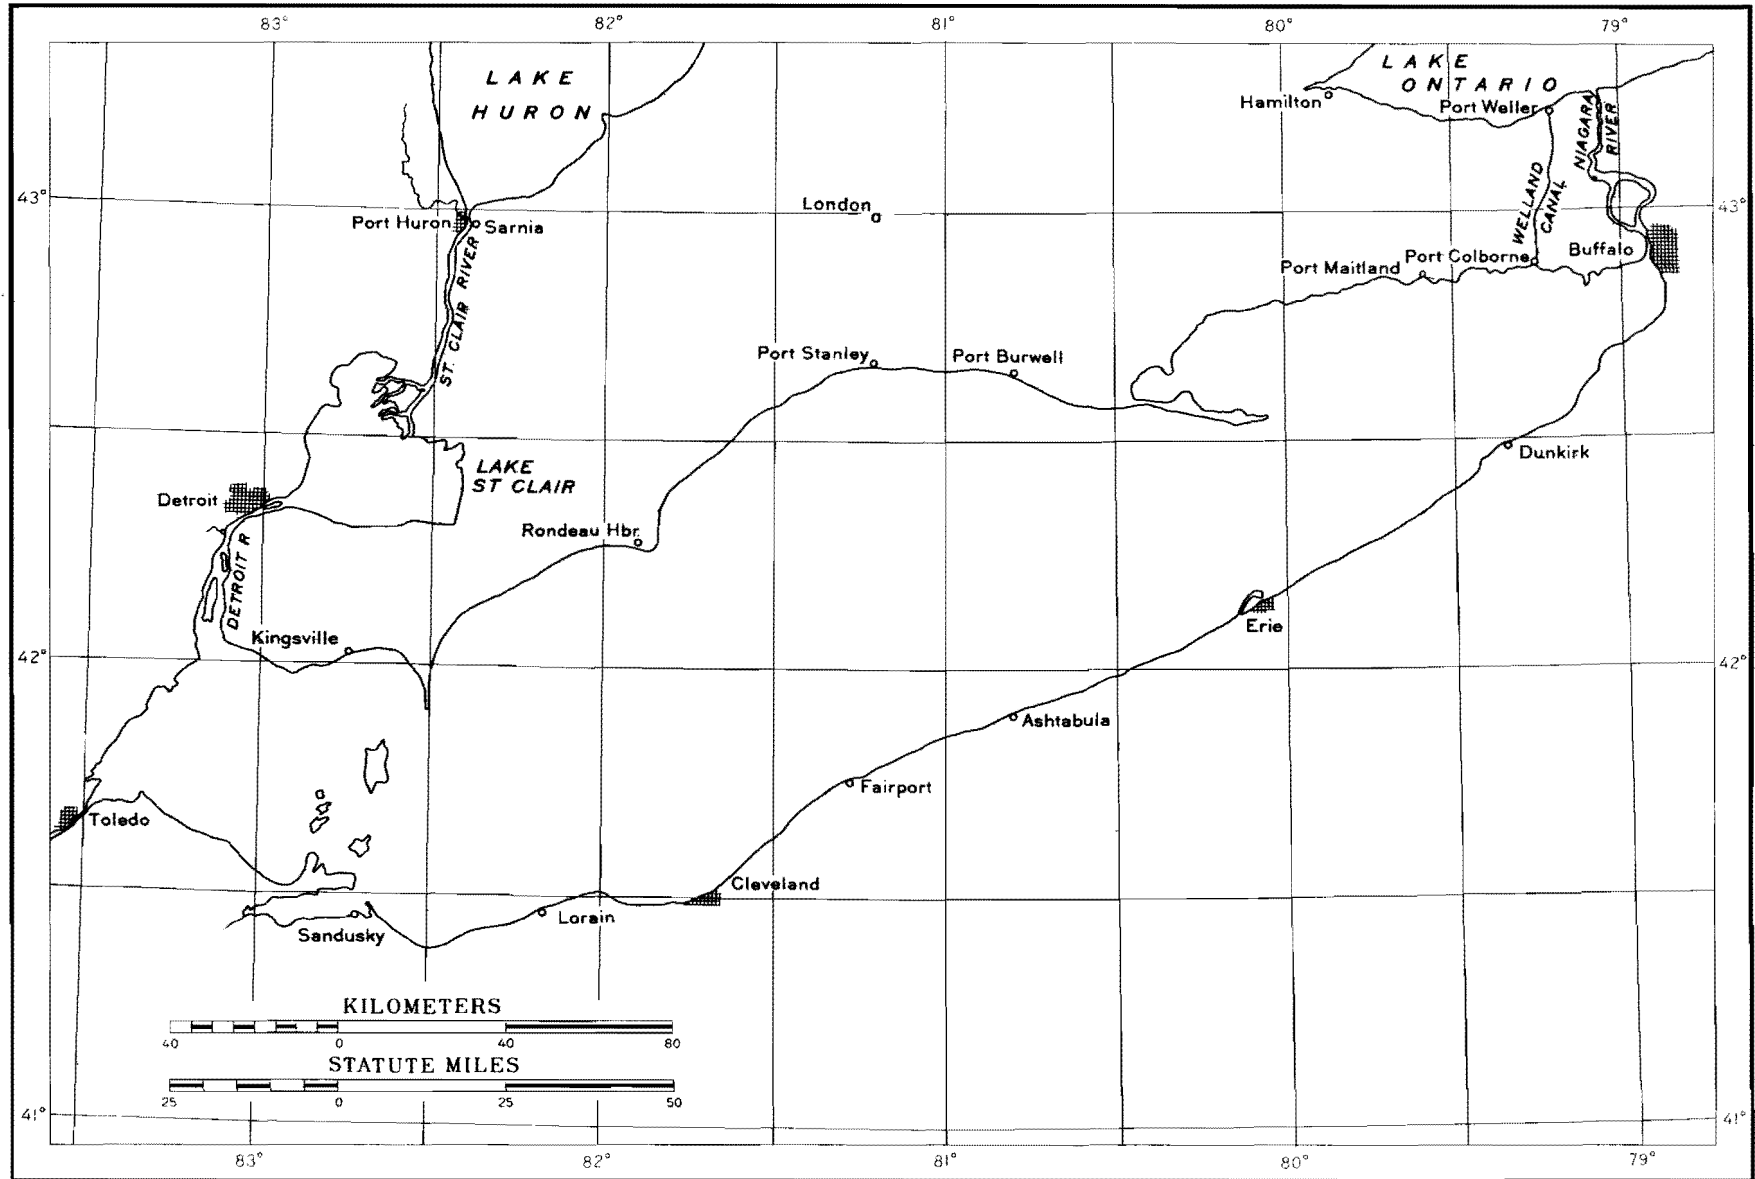 83° 82° 81° 80° 79°
LAKE
HURON
LAKE
ONTARIO
Hamilton
Port Weller
NIAGARA
RIVER
43°
43°
London
Port Huron
Sarnia
WELLAND
CANAL
Buffalo
Port Colborne
Port Maitland
ST. CLAIR RIVER
Port Stanley
Port Burwell
Dunkirk
LAKE
ST CLAIR
Detroit
Rondeau Hbr.
DETROIT R
Kingsville
Erie
42°
42°
Ashtabula
Fairport
Toledo
Cleveland
Lorain
Sandusky
KILOMETERS
40 0 40 80
STATUTE MILES
25 0 25 50
41°
41°
83° 82° 81° 80° 79°